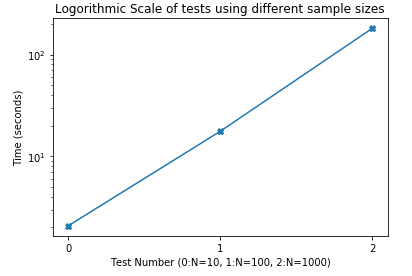 Logorithmic Scale of tests using different sample sizes
10²
10¹
Time (seconds)
0 1 2
Test Number (0:N=10, 1:N=100, 2:N=1000)